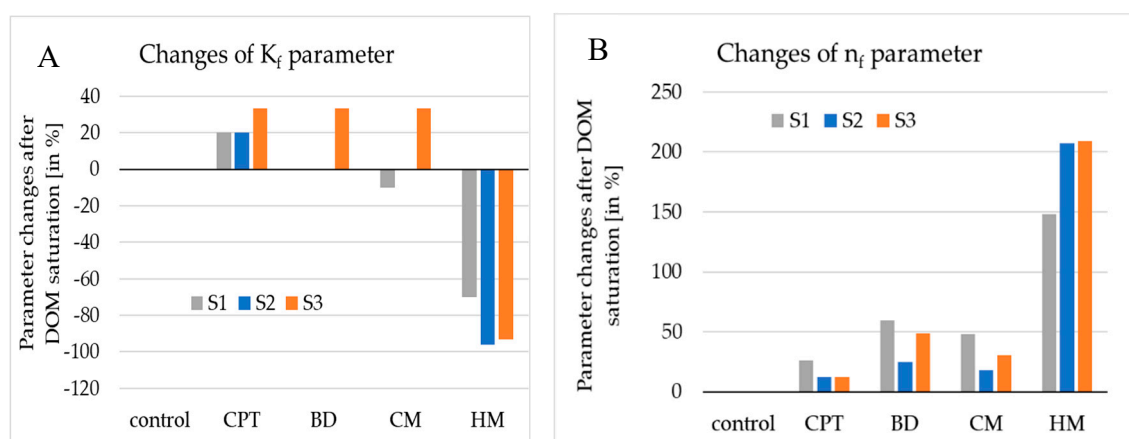 A
Changes of Kf parameter
Parameter changes after
DOM saturation [in %]
40
20
0
-20
-40
-60
-80
-100
-120
S1 S2 S3
control CPT BD CM HM
B
Changes of nf parameter
Parameter changes after DOM
saturation [in %]
250
200
150
100
50
0
S1 S2 S3
control CPT BD CM HM